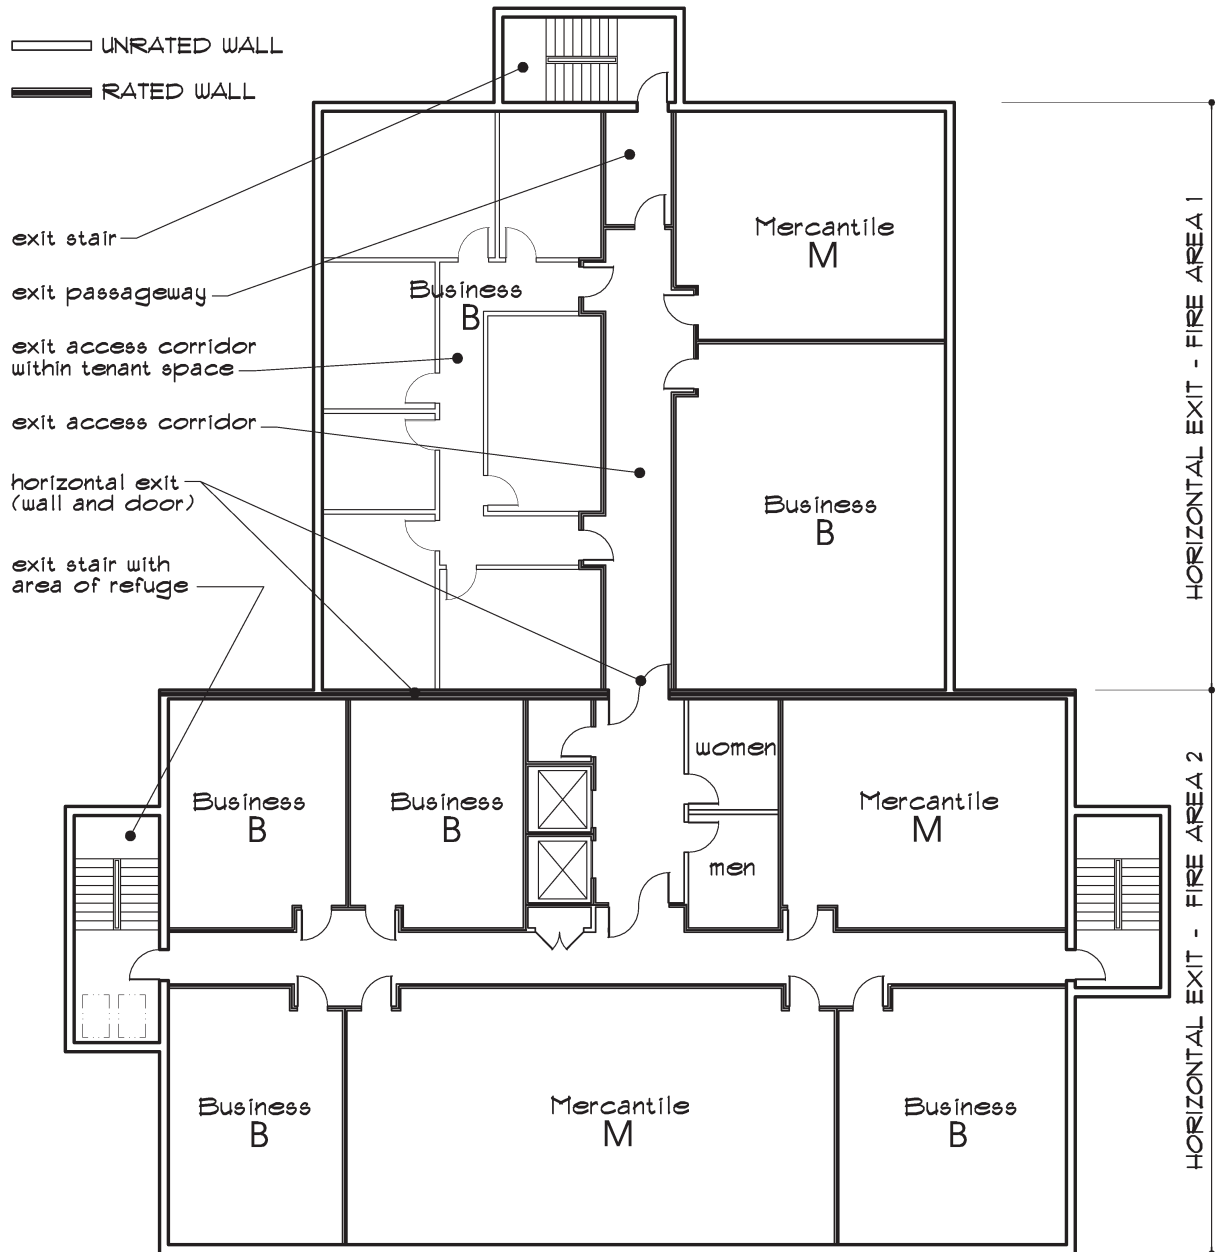 UNRATED WALL
RATED WALL
exit stair
exit passageway
exit access corridor
within tenant space
exit access corridor
horizontal exit
(wall and door)
exit stair with
area of refuge
Mercantile
M
Business
B
Business
B
HORIZONTAL EXIT - FIRE AREA 1
women
men
Business
B
Business
B
Mercantile
M
HORIZONTAL EXIT - FIRE AREA 2
Business
B
Mercantile
M
Business
B